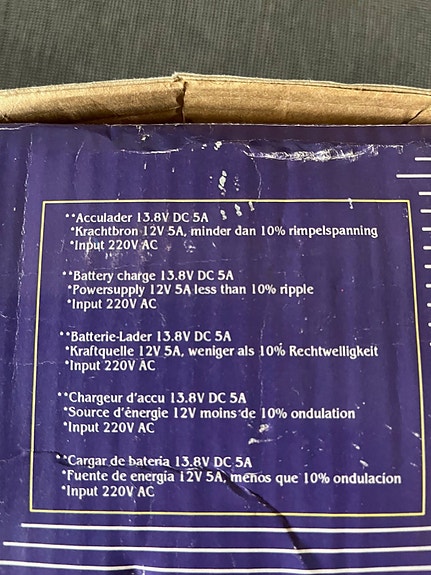 **Acculader 13.8V DC 5A
*Krachtbron 12V 5A, minder dan 10% rimpelspanning
*Input 220V AC
**Battery charge 13.8V DC 5A
*Powersupply 12V 5A less than 10% ripple
*Input 220V AC
**Batterie-Lader 13.8V DC 5A
*Kraftquelle 12V 5A, weniger als 10% Rechtwelligkeit
*Input 220V AC
**Chargeur d'accu 13.8V DC 5A
*Source d'énergie 12V moins de 10% ondulation
*Input 220V AC
**Cargar de bateria 13.8V DC 5A
*Fuente de energia 12V 5A, menos que 10% ondulacion
*Input 220V AC